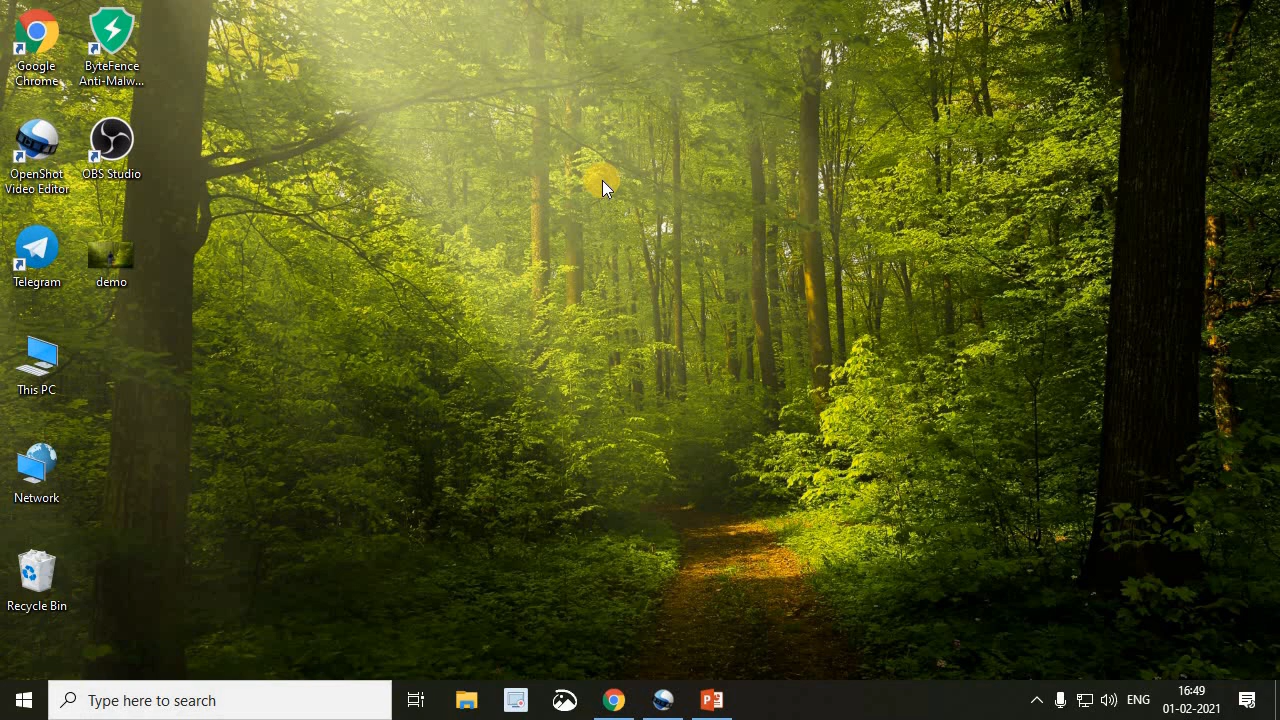 Google
Chrome
ByteFence
Anti-Malw...
OpenShot
Video Editor
OBS Studio
Telegram
demo
This PC
Network
Recycle Bin
Type here to search
ENG
16:49
01-02-2021